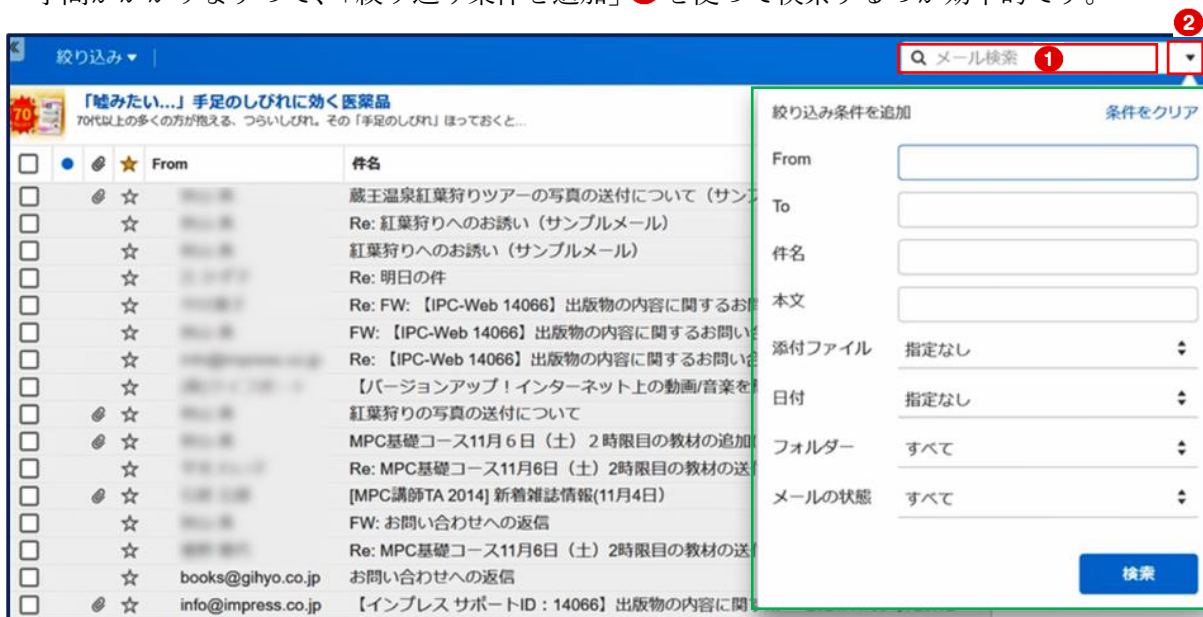 時間がかかりますので、「絞り込み条件を追加」❷を使って検索するのが効率的です。
2
絞り込み▼
メール検索 1
「嘘みたい...」手足のしびれに効く医薬品
70
70代以上の多くの方が抱える、つらいしびれ。その「手足のしびれ」ほっておくと...
From 件名
蔵王温泉紅葉狩りツアーの写真の送付について（サン
Re: 紅葉狩りへのお誘い（サンプルメール）
紅葉狩りへのお誘い（サンプルメール）
Re: 明日の件
Re: FW: 【IPC-Web 14066】出版物の内容に関するお
FW: 【IPC-Web 14066】出版物の内容に関するお問い
Re: 【IPC-Web 14066】出版物の内容に関するお問い
【バージョンアップ！インターネット上の動画/音楽を
紅葉狩りの写真の送付について
MPC基礎コース11月６日（土）２時限目の教材の追加
Re: MPC基礎コース11月6日（土）2時限目の教材の送
[MPC講師TA 2014] 新着雑誌情報(11月4日)
FW: お問い合わせへの返信
Re: MPC基礎コース11月6日（土）2時限目の教材の送
books@gihyo.co.jp お問い合わせへの返信
info@impress.co.jp 【インプレス サポートID：14066】出版物の内容に関
絞り込み条件を追加 条件をクリア
From
To
件名
本文
添付ファイル 指定なし
日付 指定なし
フォルダー すべて
メールの状態 すべて
検索